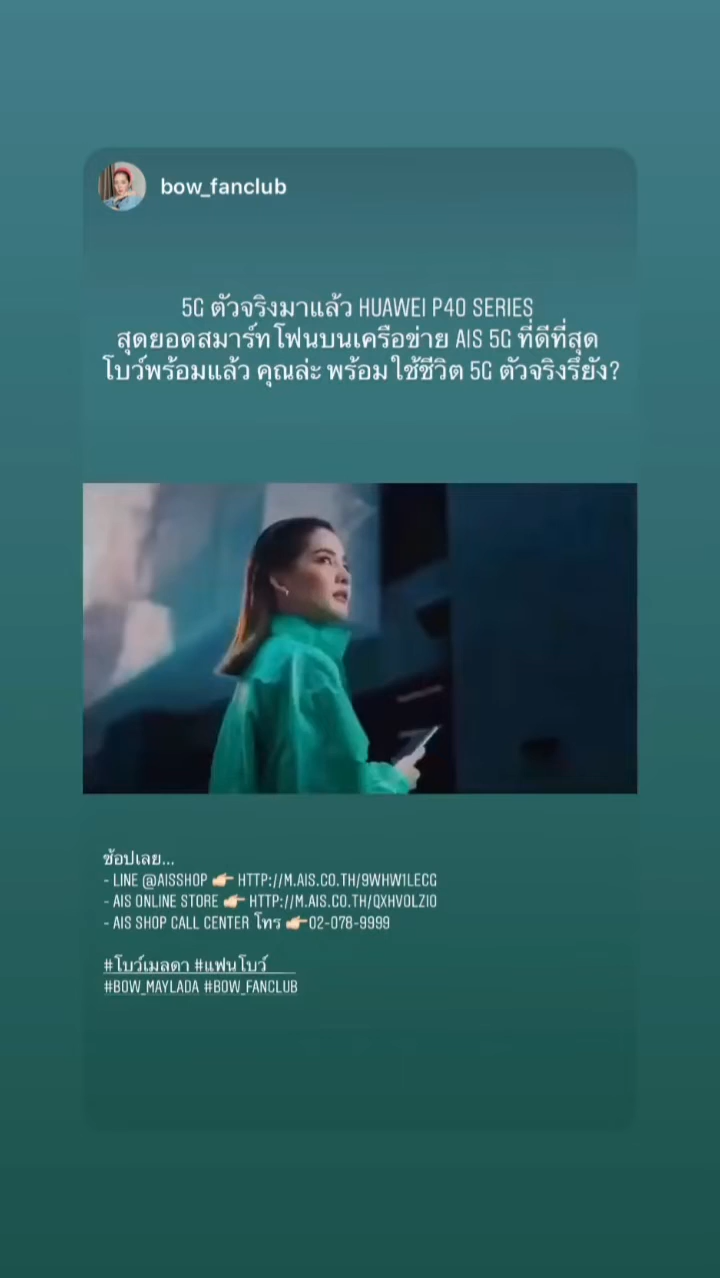 bow_fanclub
5G ตัวจริงมาแล้ว HUAWEI P40 SERIES
สุดยอดสมาร์ทโฟนบนเครือข่าย AIS 5G ที่ดีที่สุด
โบว์พร้อมแล้ว คุณล่ะ พร้อมใช้ชีวิต 5G ตัวจริงรึยัง?
ช้อปเลย...
- LINE @AISSHOP 👉🏻 HTTP://M.AIS.CO.TH/9WHW1LECG
- AIS ONLINE STORE 👉🏻 HTTP://M.AIS.CO.TH/QXHVOLZIO
- AIS SHOP CALL CENTER โทร 👉🏻02-078-9999
#โบว์เมลดา #แฟนโบว์
#BOW_MAYLADA #BOW_FANCLUB